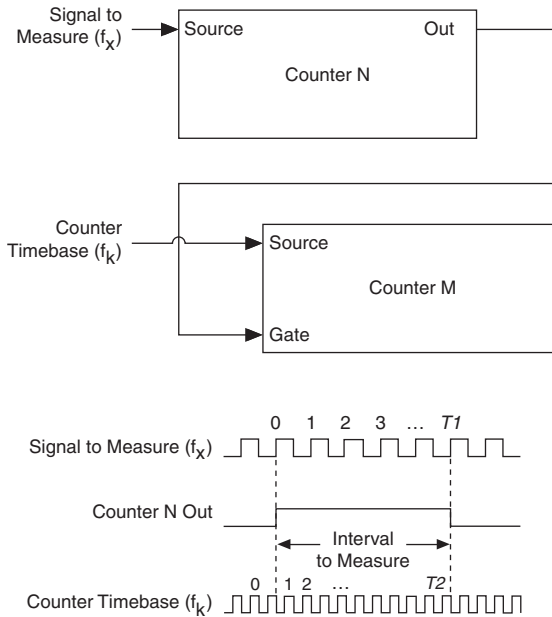 Signal to
Measure (fx)
Source
Out
Counter N
Counter
Timebase (fk)
Source
Counter M
Gate
0 1 2 3 … T1
Signal to Measure (fx)
Counter N Out
Interval
to Measure
0 1 2 … T2
Counter Timebase (fk)